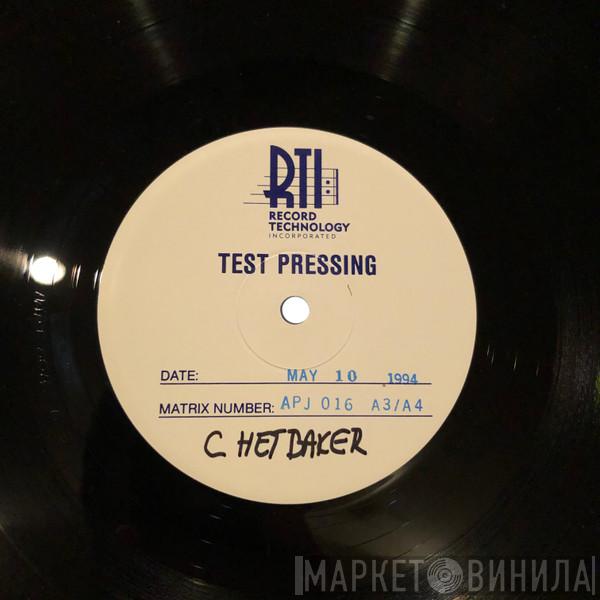 RTI
RECORD
TECHNOLOGY
INCORPORATED
TEST PRESSING
DATE: MAY 10 1994
MATRIX NUMBER: APJ 016 A3/A4
CHET BAKER
МАРКЕТ ВИНИЛА